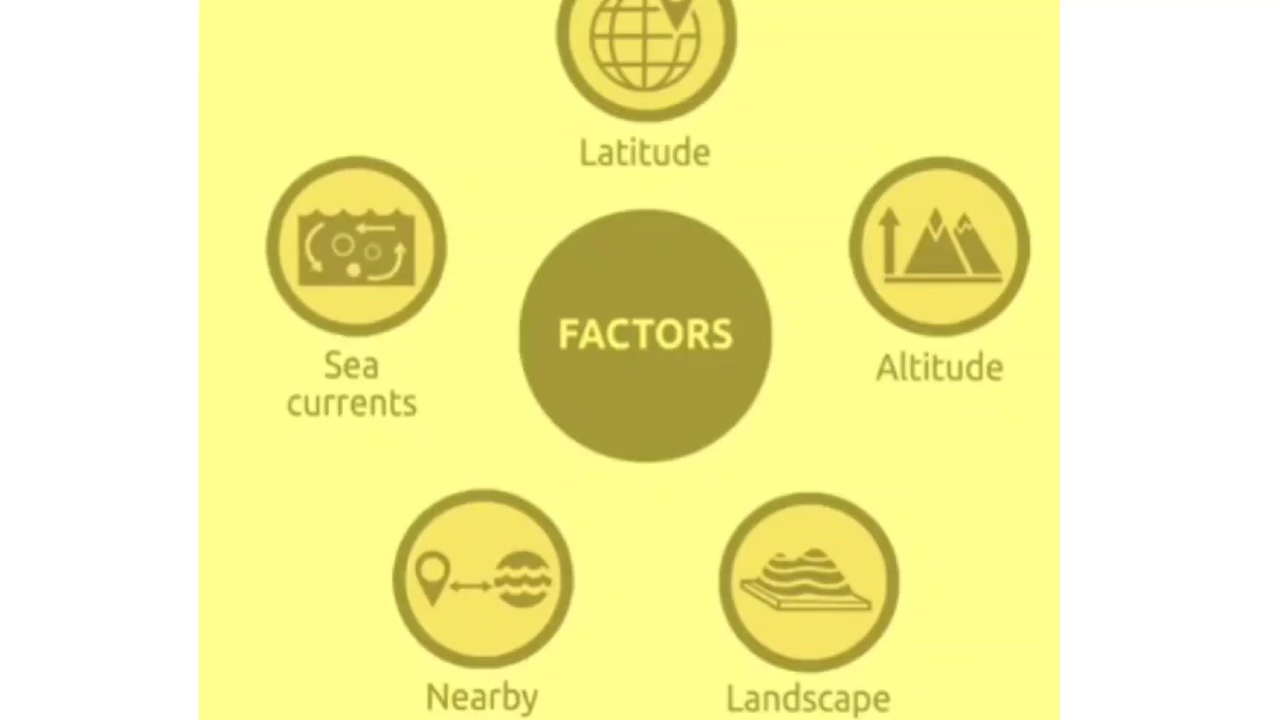 Latitude
FACTORS
Sea
currents
Altitude
Nearby
Landscape